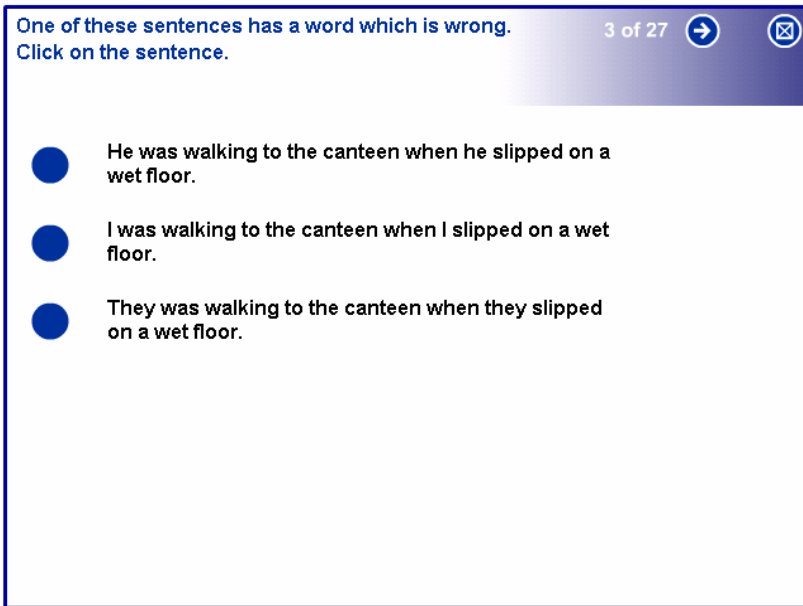 One of these sentences has a word which is wrong.
Click on the sentence.
3 of 27
He was walking to the canteen when he slipped on a
wet floor.
I was walking to the canteen when I slipped on a wet
floor.
They was walking to the canteen when they slipped
on a wet floor.